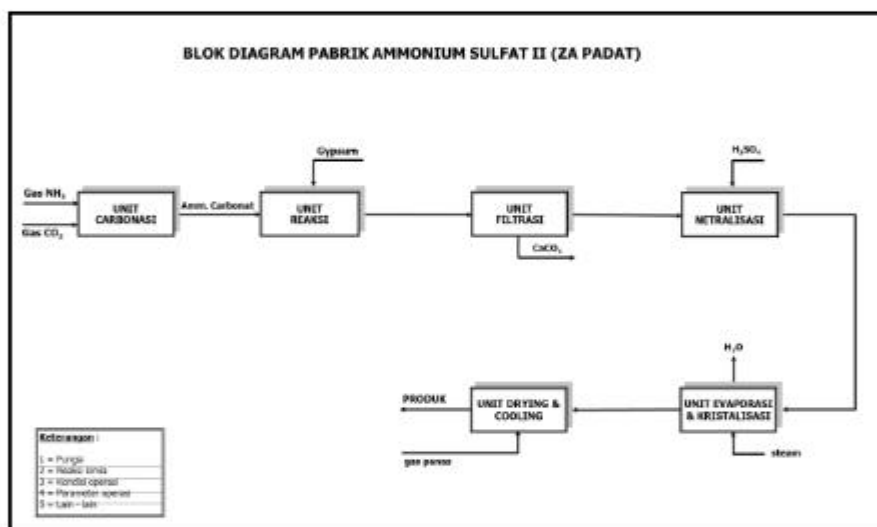 BLOK DIAGRAM PABRIK AMMONIUM SULFAT II (ZA PADAT)
Gypsum
H₂SO₄
Gas NH₃
UNIT
CARBONASI
Amm. Carbonat
UNIT
REAKSI
UNIT
FILTRASI
UNIT
NETRALISASI
Gas CO₂
CaCO₃
H₂O
PRODUK
UNIT DRYING &
COOLING
UNIT EVAPORASI
& KRISTALISASI
gas panas
steam
Keterangan :
1 = Fungsi
2 = Reaksi kimia
3 = Kondisi operasi
4 = Parameter operasi
5 = Lain - lain